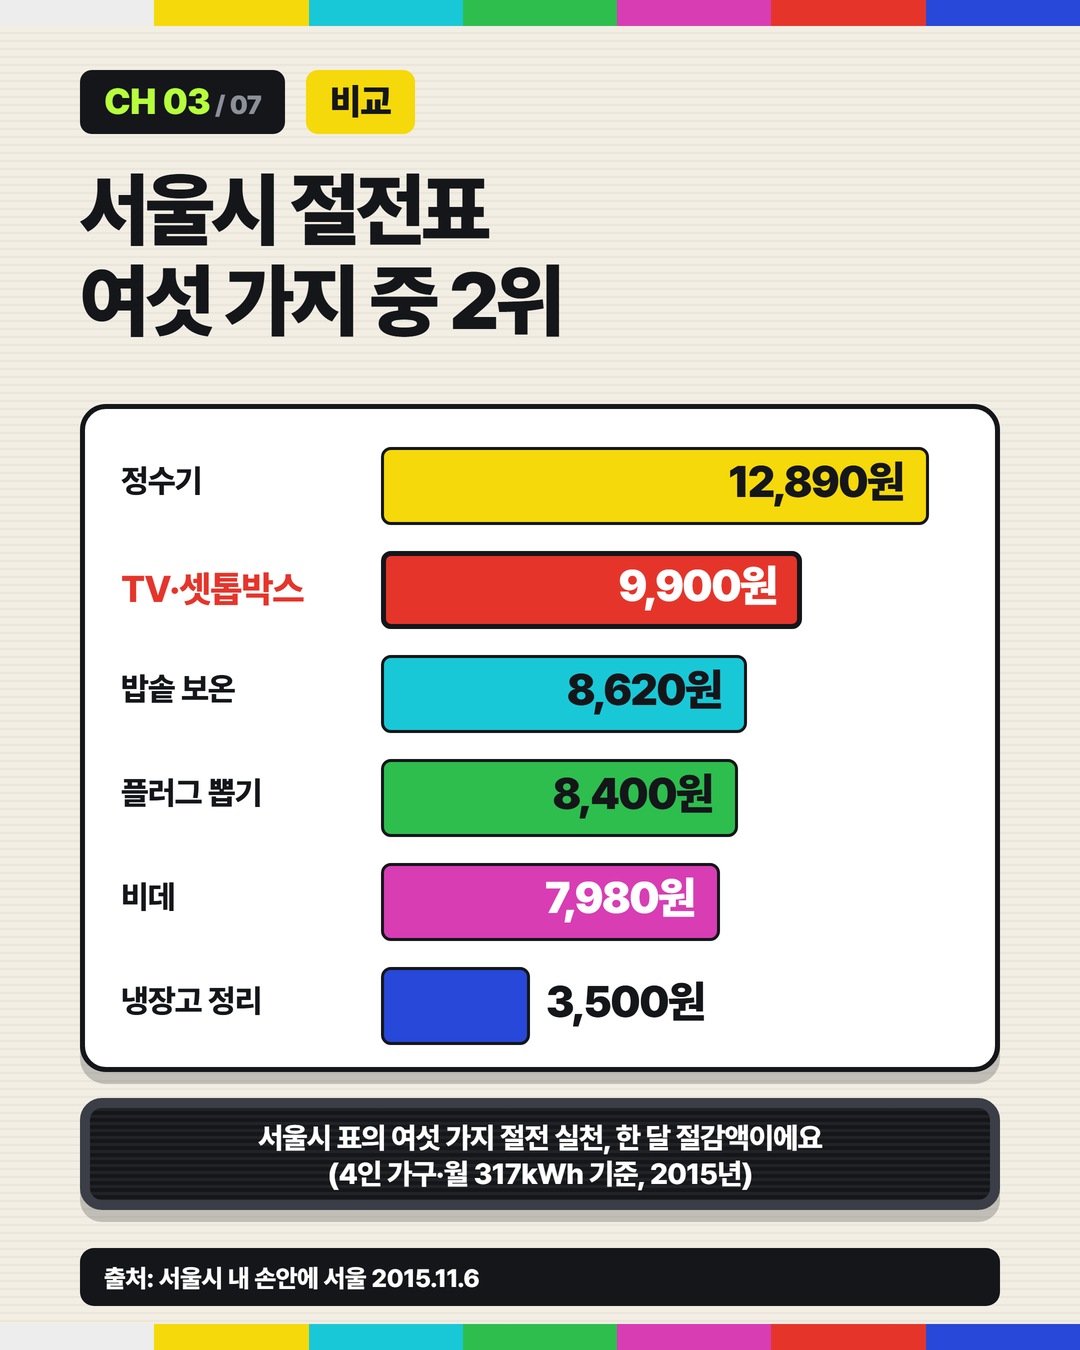 CH 03 / 07
비교
서울시 절전표
여섯 가지 중 2위
정수기 12,890원
TV·셋톱박스 9,900원
밥솥 보온 8,620원
플러그 뽑기 8,400원
비데 7,980원
냉장고 정리 3,500원
서울시 표의 여섯 가지 절전 실천, 한 달 절감액이에요
(4인 가구·월 317kWh 기준, 2015년)
출처: 서울시 내 손안에 서울 2015.11.6